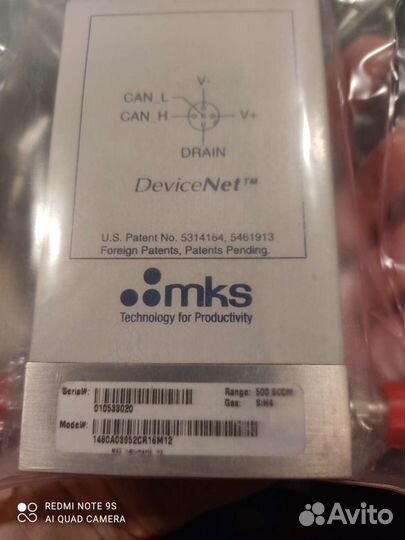 V-
CAN_L
CAN_H
V+
DRAIN
DeviceNet™
U.S. Patent No. 5314164, 5461913
Foreign Patents, Patents Pending.
mks
Technology for Productivity
Serial#:
010533020
Range: 500 SCCM
Gas: SiH4
Model#:
1480A03952CR16M12
REDMI NOTE 9S
AI QUAD CAMERA
Avito